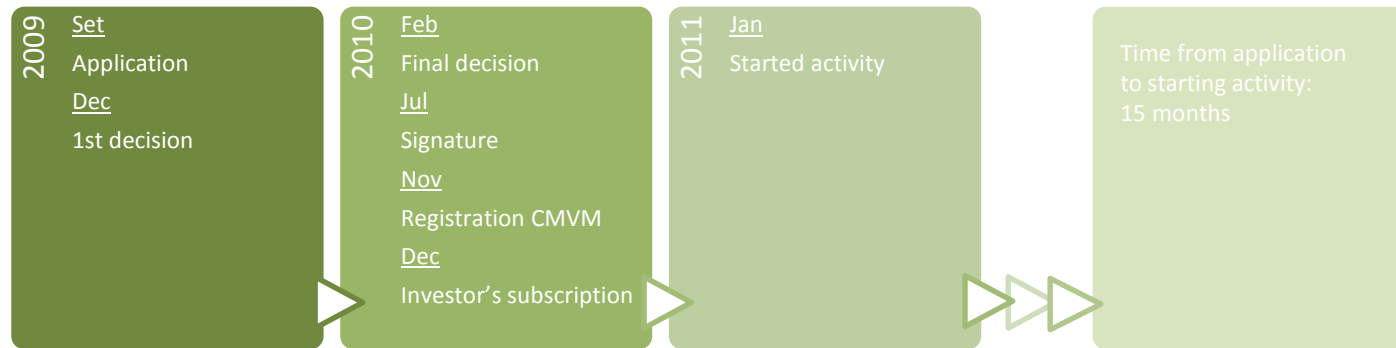 2009
Set
Application
Dec
1st decision
2010
Feb
Final decision
Jul
Signature
Nov
Registration CMVM
Dec
Investor’s subscription
2011
Jan
Started activity
Time from application
to starting activity:
15 months